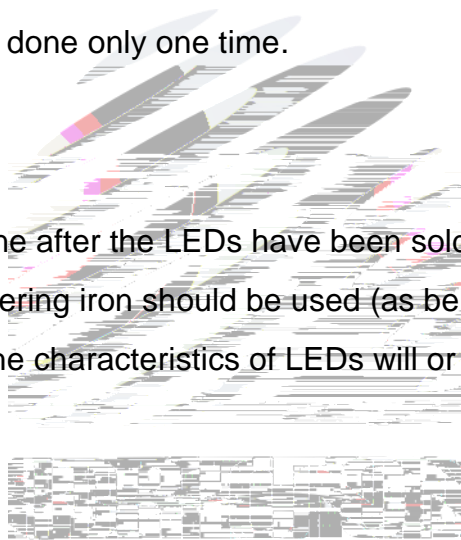 done only one time.
ne after the LEDs have been sold
ering iron should be used (as be
ne characteristics of LEDs will or